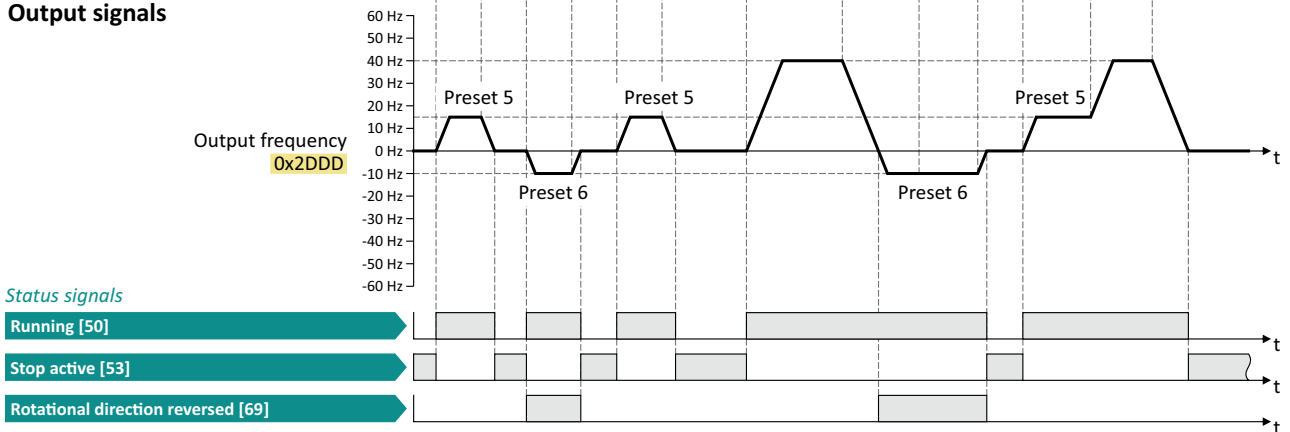 Output signals
60 Hz
50 Hz
40 Hz
30 Hz
20 Hz
10 Hz
0 Hz
-10 Hz
-20 Hz
-30 Hz
-40 Hz
-50 Hz
-60 Hz
Output frequency
0x2DDD
Preset 5
Preset 5
Preset 5
Preset 6
Preset 6
t
Status signals
Running [50]
t
Stop active [53]
t
Rotational direction reversed [69]
t